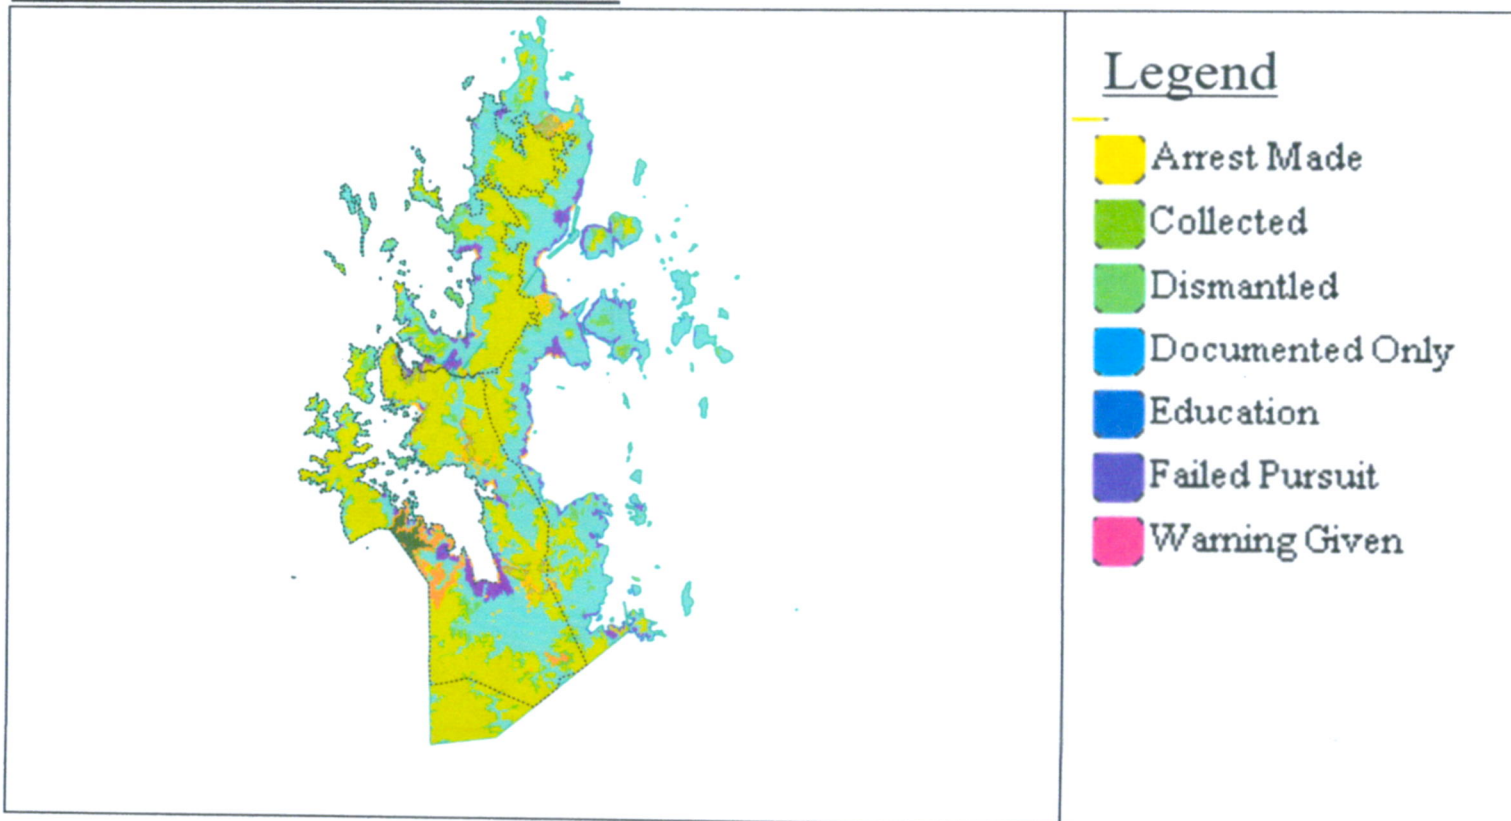 Legend
Arrest Made
Collected
Dismantled
Documented Only
Education
Failed Pursuit
Warning Given